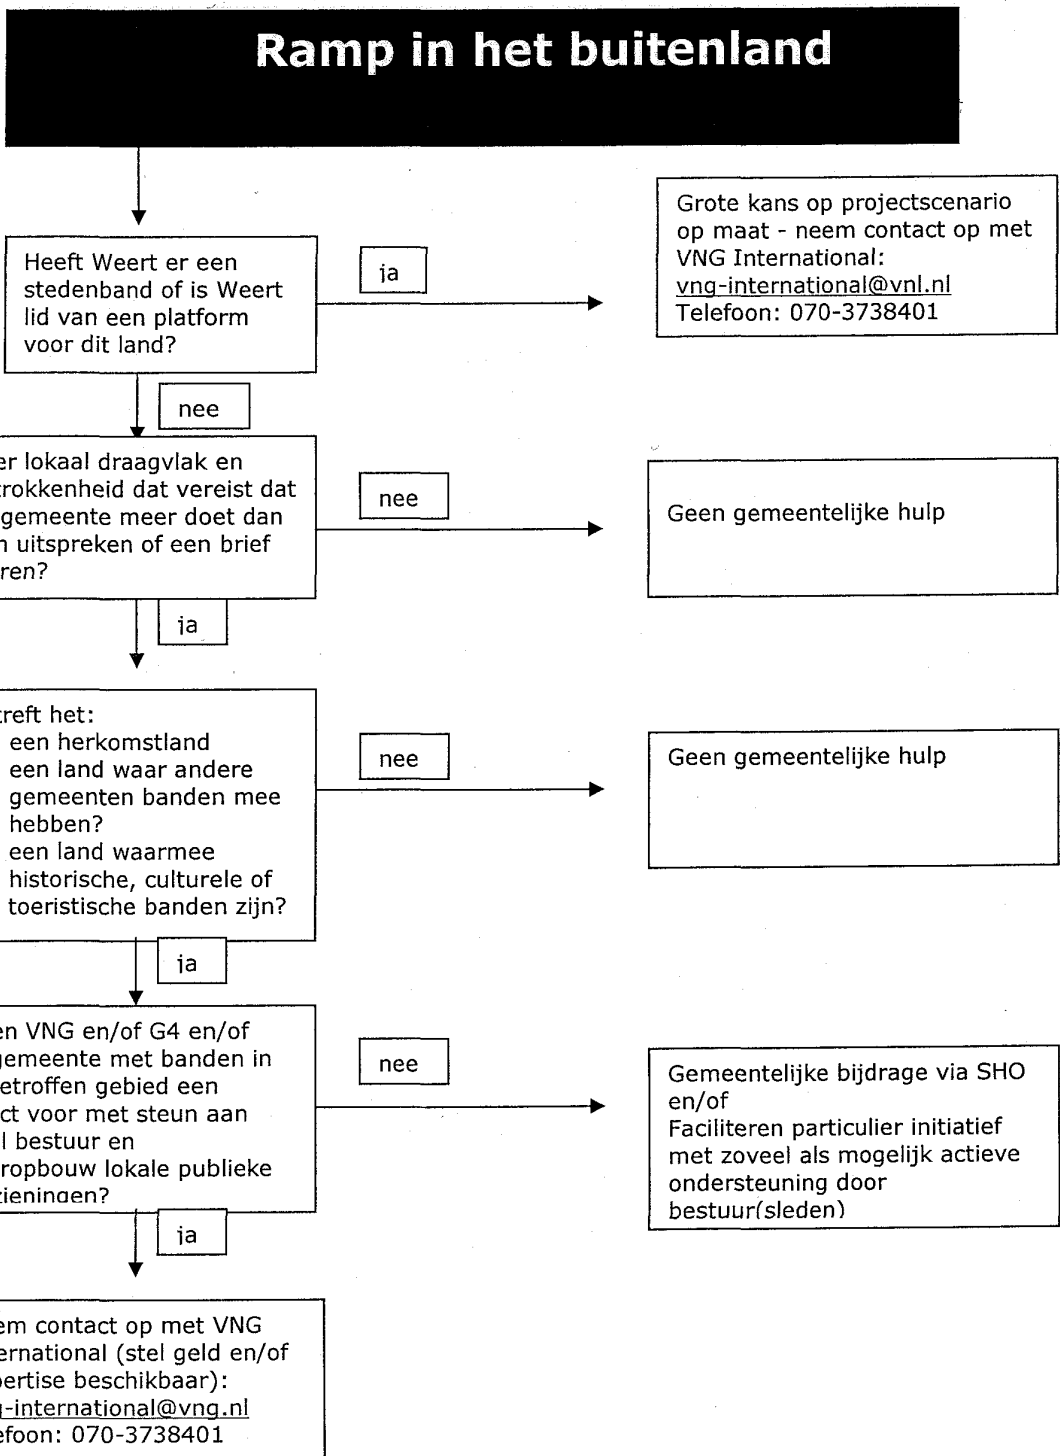 Ramp in het buitenland
Heeft Weert er een
stedenband of is Weert
lid van een platform
voor dit land?
ja
Grote kans op projectscenario
op maat - neem contact op met
VNG International:
vng-international@vnl.nl
Telefoon: 070-3738401
nee
er lokaal draagvlak en
trokkenheid dat vereist dat
gemeente meer doet dan
n uitspreken of een brief
ren?
nee
Geen gemeentelijke hulp
ja
treft het:
een herkomstland
een land waar andere
gemeenten banden mee
hebben?
een land waarmee
historische, culturele of
toeristische banden zijn?
nee
Geen gemeentelijke hulp
ja
en VNG en/of G4 en/of
gemeente met banden in
etroffen gebied een
ct voor met steun aan
l bestuur en
ropbouw lokale publieke
zieningen?
nee
Gemeentelijke bijdrage via SHO
en/of
Faciliteren particulier initiatief
met zoveel als mogelijk actieve
ondersteuning door
bestuur(sleden)
ja
em contact op met VNG
ernational (stel geld en/of
pertise beschikbaar):
g-international@vng.nl
efoon: 070-3738401